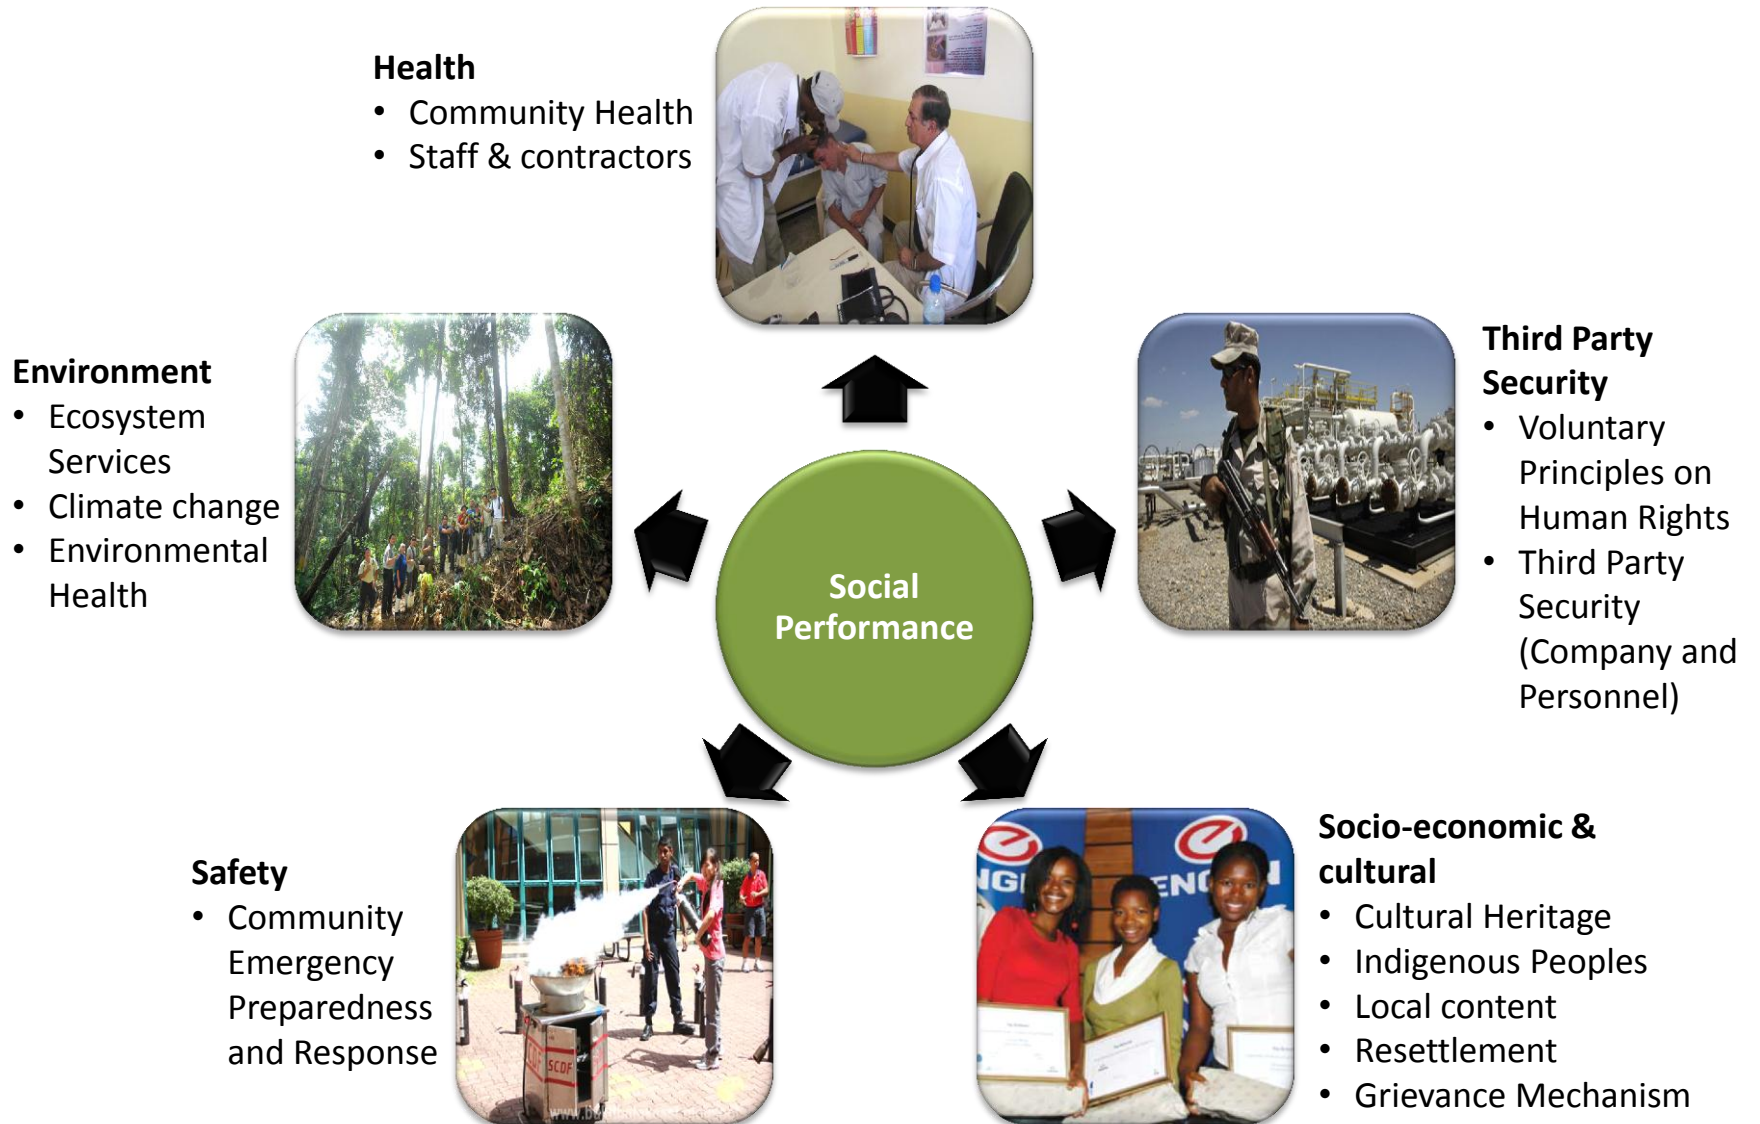 Health
• Community Health
• Staff & contractors
Environment
• Ecosystem
Services
• Climate change
• Environmental
Health
Third Party
Security
• Voluntary
Principles on
Human Rights
• Third Party
Security
(Company and
Personnel)
Social
Performance
Safety
• Community
Emergency
Preparedness
and Response
SCDF
Socio-economic &
cultural
• Cultural Heritage
• Indigenous Peoples
• Local content
• Resettlement
• Grievance Mechanism